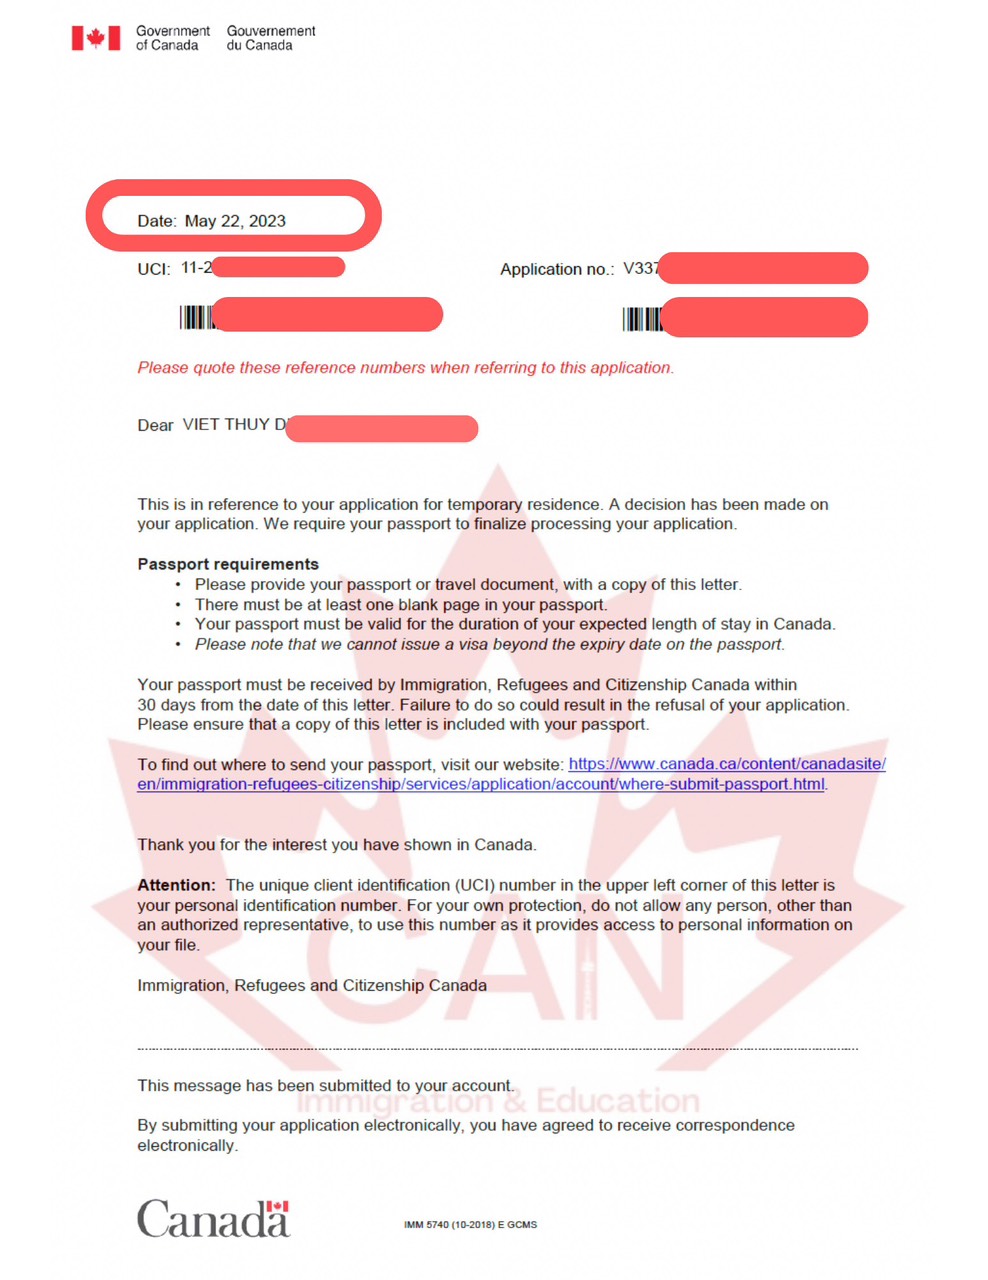 Government Gouvernement
of Canada du Canada
Date: May 22, 2023
UCI: 11-2
Application no.: V337
Please quote these reference numbers when referring to this application.
Dear VIET THUY D
This is in reference to your application for temporary residence. A decision has been made on
your application. We require your passport to finalize processing your application.
Passport requirements
• Please provide your passport or travel document, with a copy of this letter.
• There must be at least one blank page in your passport.
• Your passport must be valid for the duration of your expected length of stay in Canada.
• Please note that we cannot issue a visa beyond the expiry date on the passport.
Your passport must be received by Immigration, Refugees and Citizenship Canada within
30 days from the date of this letter. Failure to do so could result in the refusal of your application.
Please ensure that a copy of this letter is included with your passport.
To find out where to send your passport, visit our website: https://www.canada.ca/content/canadasite/
en/immigration-refugees-citizenship/services/application/account/where-submit-passport.html.
Thank you for the interest you have shown in Canada.
Attention: The unique client identification (UCI) number in the upper left corner of this letter is
your personal identification number. For your own protection, do not allow any person, other than
an authorized representative, to use this number as it provides access to personal information on
your file.
CAN
Immigration, Refugees and Citizenship Canada
This message has been submitted to your account.
Immigration & Education
By submitting your application electronically, you have agreed to receive correspondence
electronically.
Canada
IMM 5740 (10-2018) E GCMS